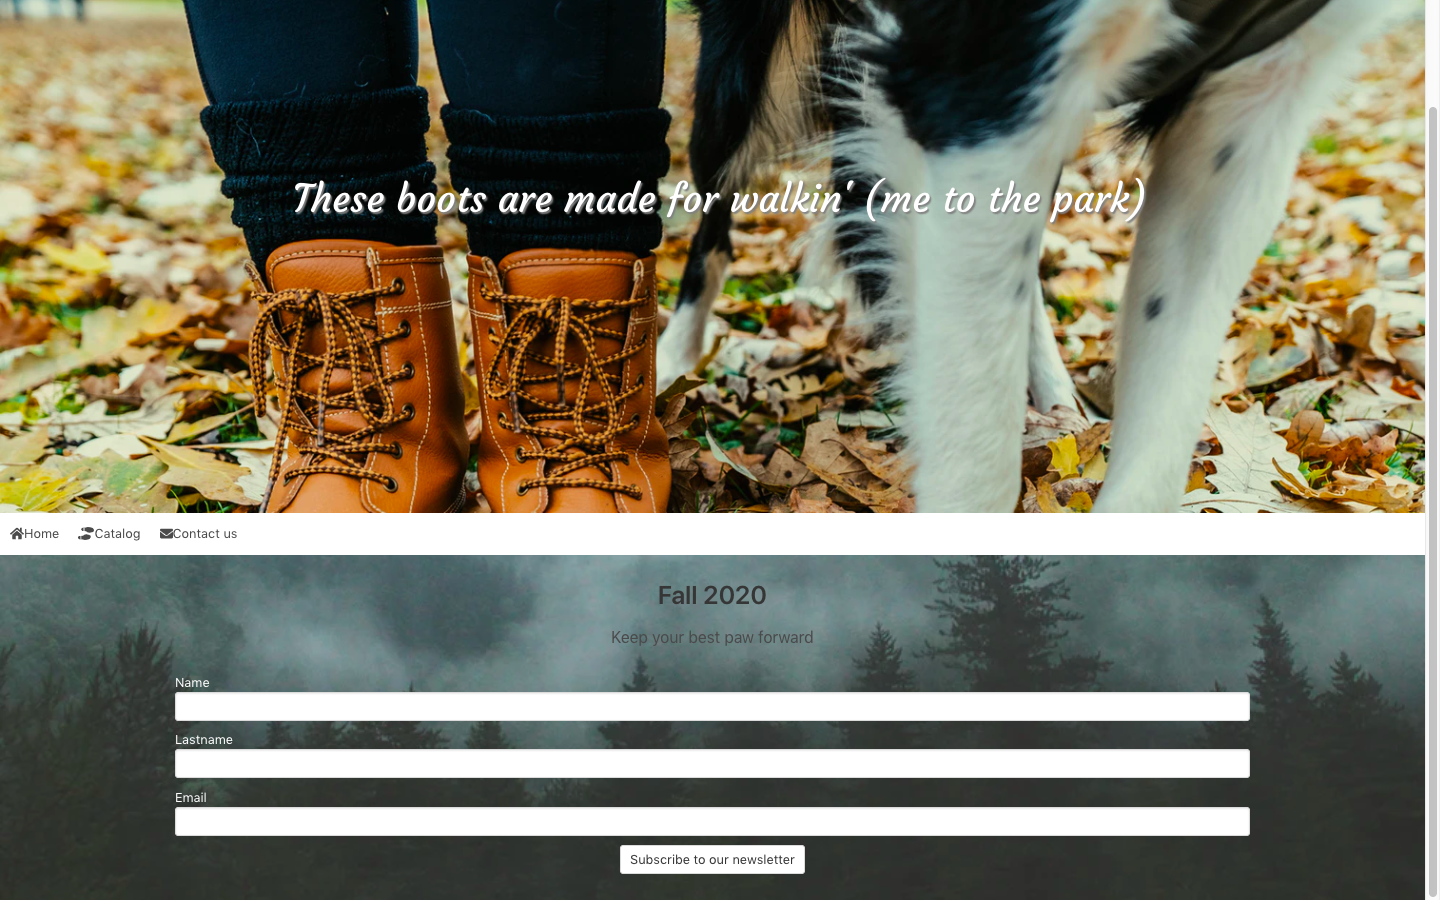 These boots are made for walkin' (me to the park)
Home Catalog Contact us
Fall 2020
Keep your best paw forward
Name
Lastname
Email
Subscribe to our newsletter